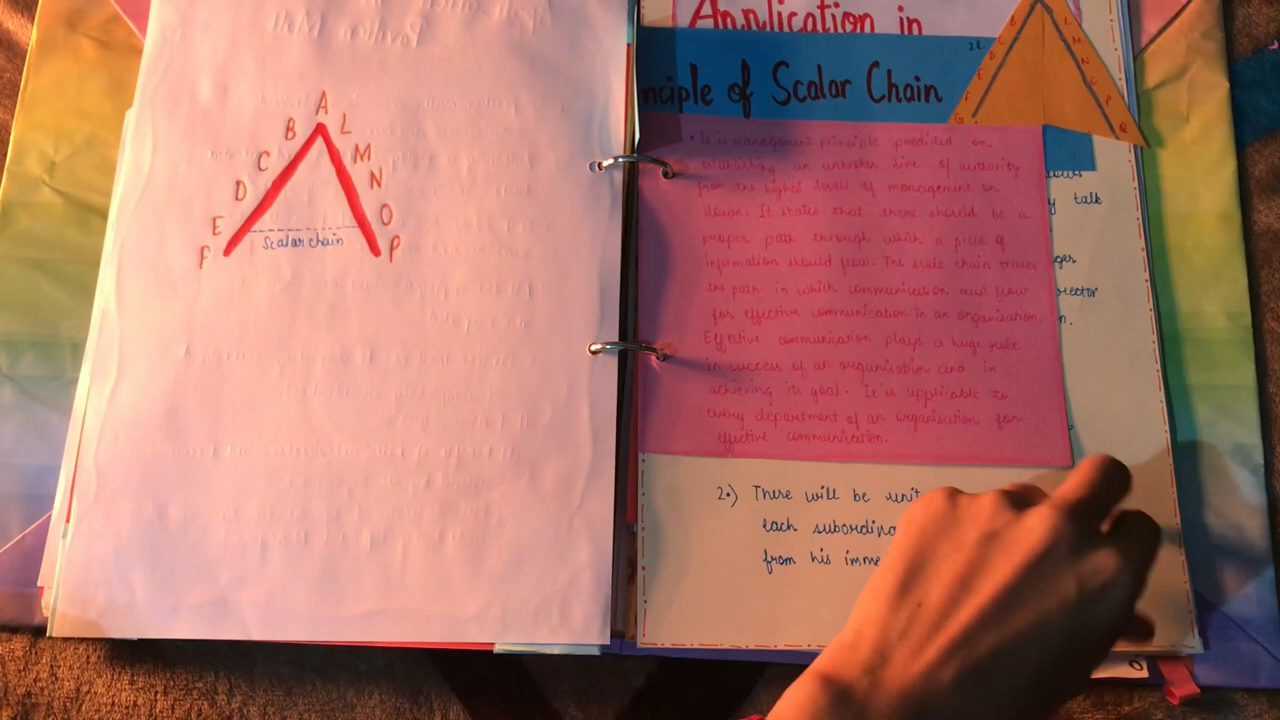 A
B L
C M
D N
E O
F P
Scalar chain
Application in
nciple of Scalar Chain
28.
B L
C M
D N
E O
F P
G Q
• It is management principle predicted on
establishing an unbroken line of authority
from the highest levels of management on
down. It states that there should be a
proper path through which a piece of
information should flow. The scale chain traces
the path in which communication must flow
for effective communication in an organisation.
Effective communication plays a huge
in success of an organisation and in
achieving its goal. It is applicable to
every department of an organisation for
effective communication.
talk
ger
rector
n.
2.) There will be unit
each subordina
from his imme